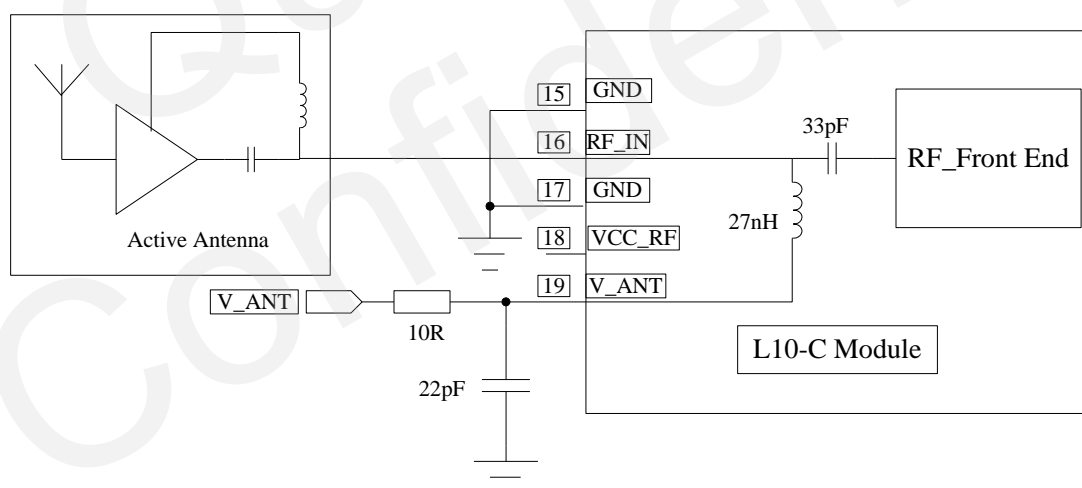 15
GND
33pF
16
RF_IN
RF_Front End
17
GND
27nH
Active Antenna
18
VCC_RF
V_ANT
19
V_ANT
10R
L10-C Module
22pF